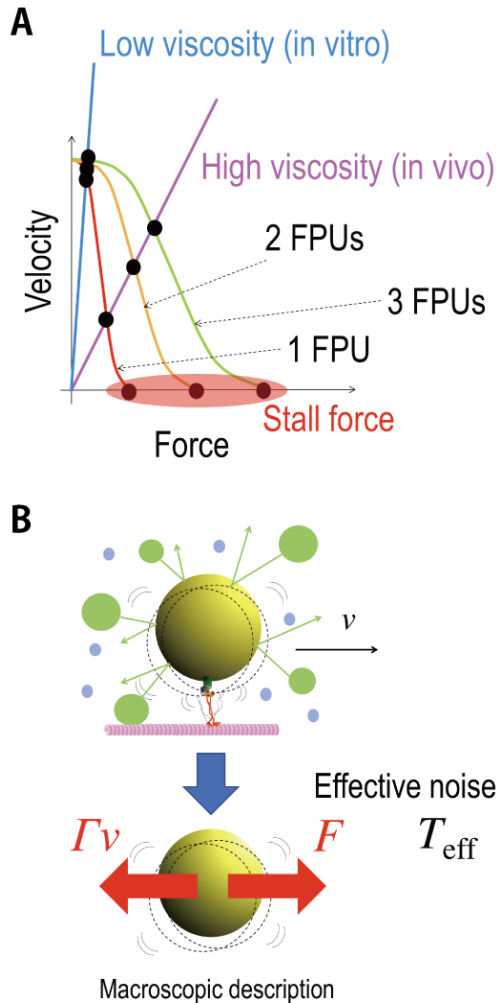 A
Low viscosity (in vitro)
High viscosity (in vivo)
Velocity
2 FPUs
3 FPUs
1 FPU
Stall force
Force
B
v
Effective noise
Γv
F
T_eff
Macroscopic description